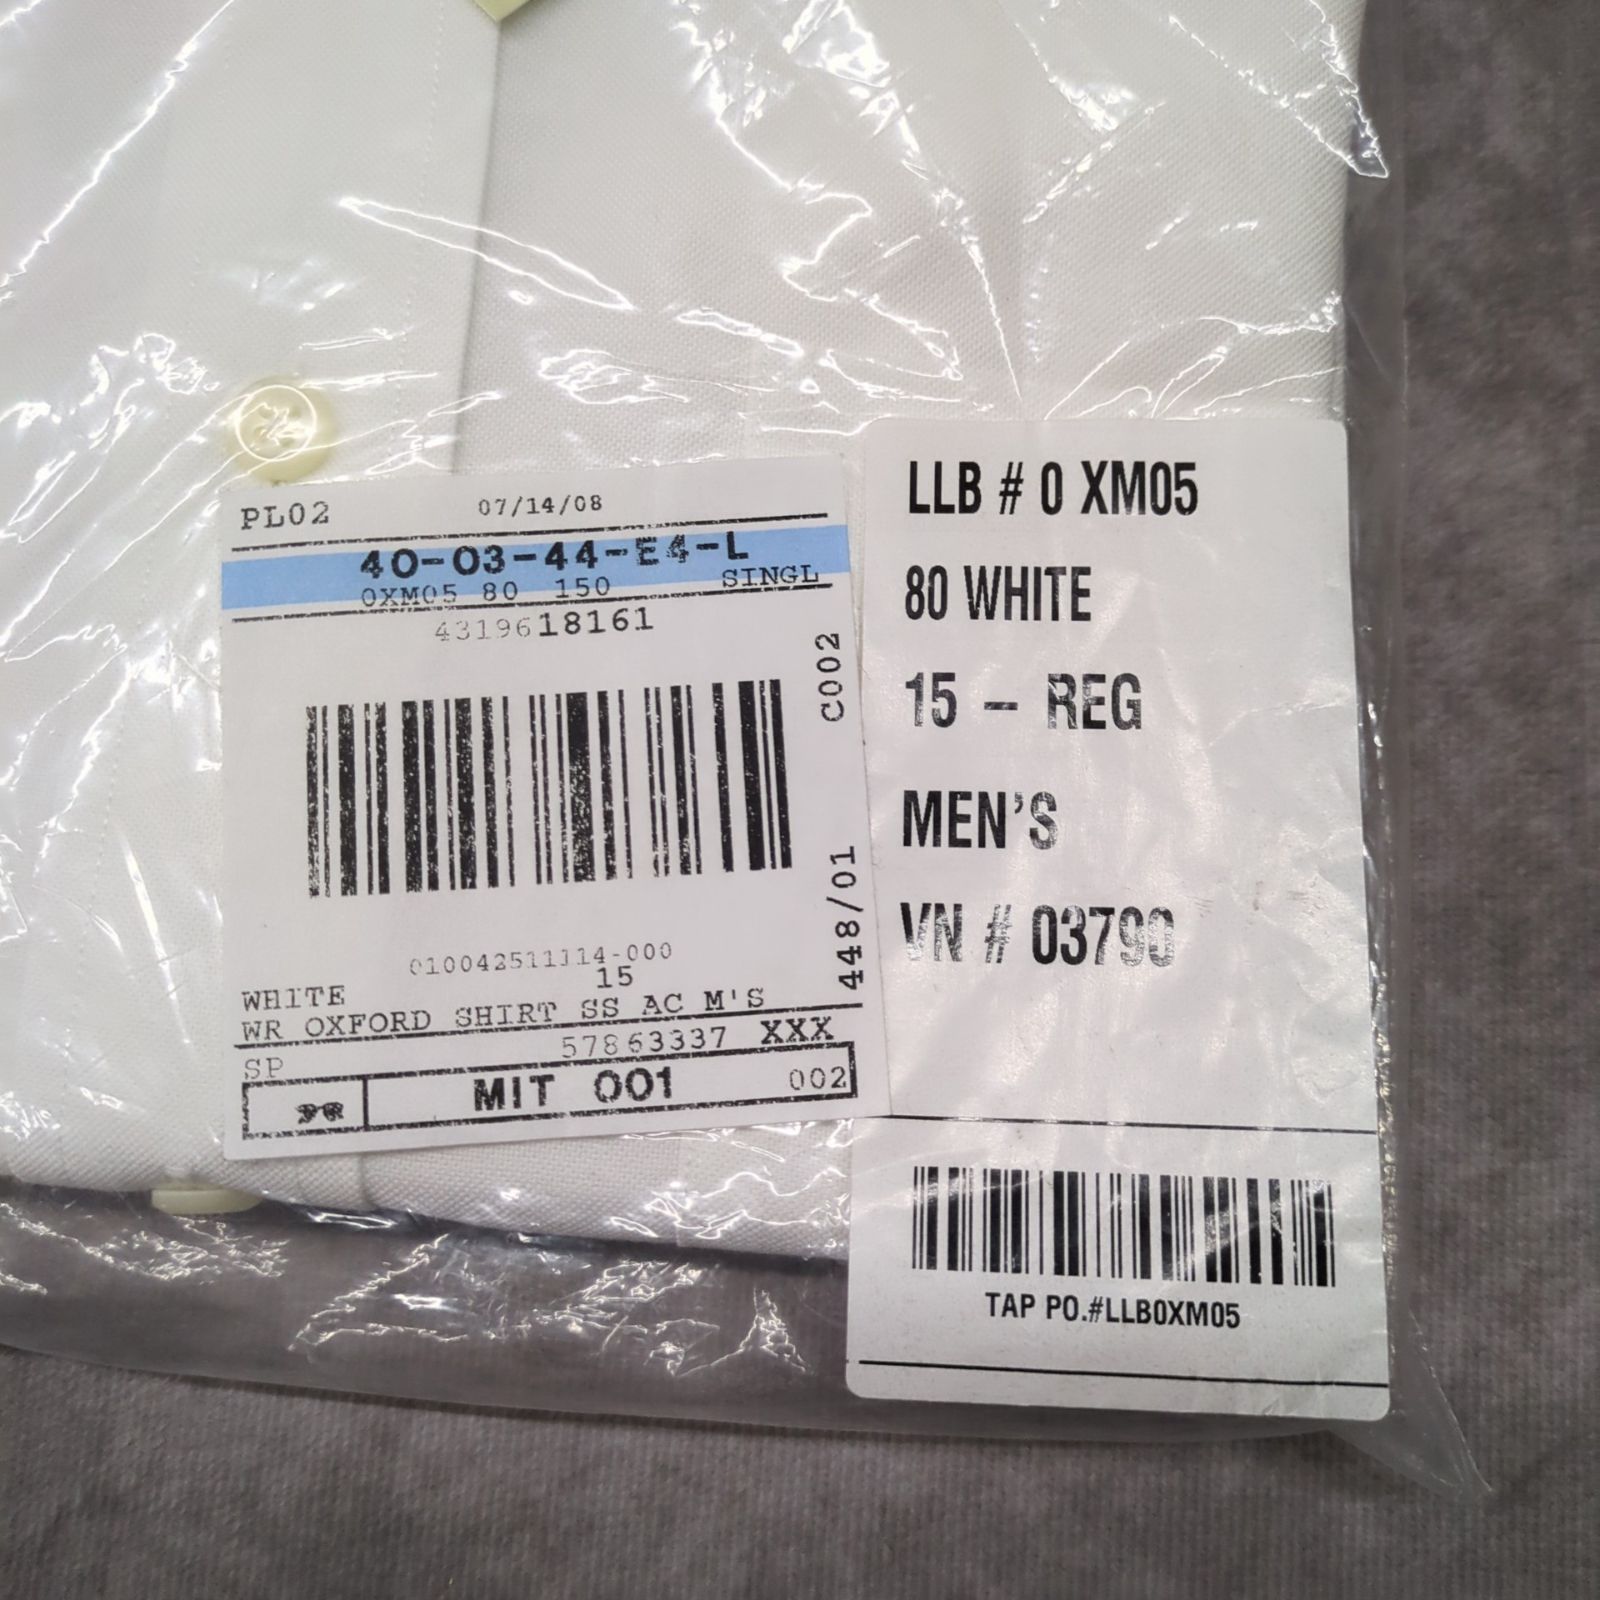 PL02 07/14/08
40-03-44-E4-L
0XM05 80 150 SINGL
4319618161
C002
448/01
010042511114-000
15
WHITE
WR OXFORD SHIRT SS AC M'S
57863337 XXX
SP
MIT 001 002
LLB # 0 XM05
80 WHITE
15 - REG
MEN'S
VN # 03790
TAP PO.#LLB0XM05